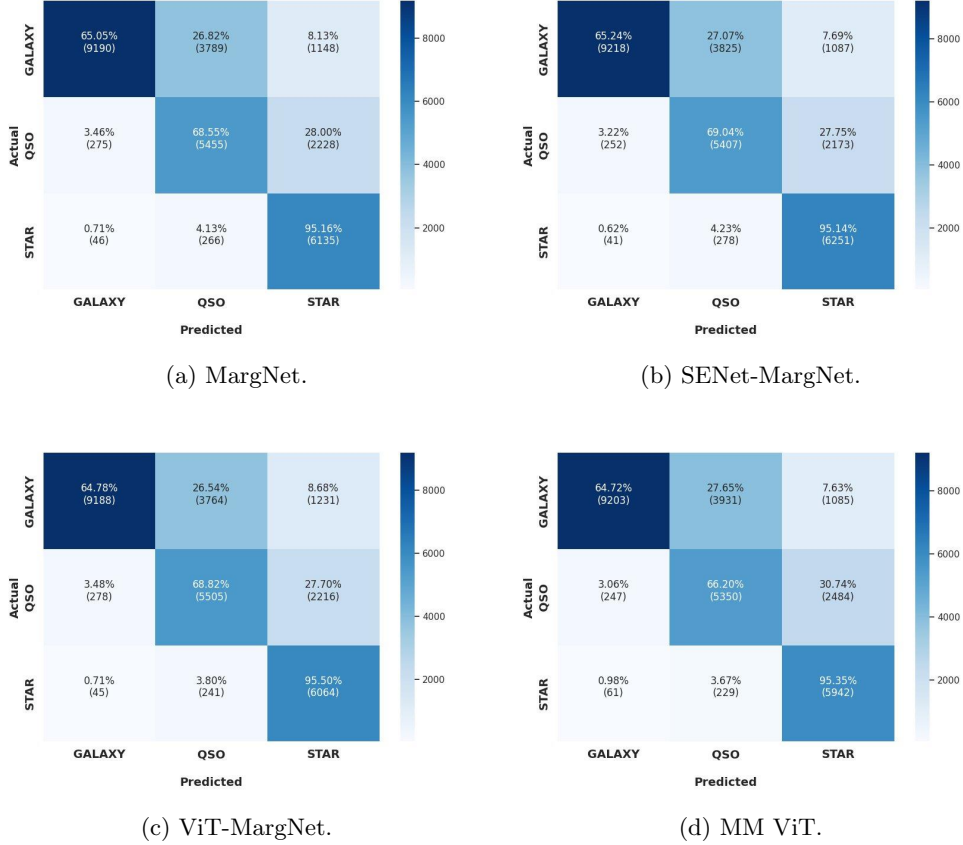 GALAXY
65.05% 26.82% 8.13%
(9190) (3789) (1148)
Actual
QSO
3.46% 68.55% 28.00%
(275) (5455) (2228)
STAR
0.71% 4.13% 95.16%
(46) (266) (6135)
8000
6000
4000
2000
GALAXY QSO STAR
Predicted
(a) MargNet.
GALAXY
65.24% 27.07% 7.69%
(9218) (3825) (1087)
Actual
QSO
3.22% 69.04% 27.75%
(252) (5407) (2173)
STAR
0.62% 4.23% 95.14%
(41) (278) (6251)
8000
6000
4000
2000
GALAXY QSO STAR
Predicted
(b) SENet-MargNet.
GALAXY
64.78% 26.54% 8.68%
(9188) (3764) (1231)
Actual
QSO
3.48% 68.82% 27.70%
(278) (5505) (2216)
STAR
0.71% 3.80% 95.50%
(45) (241) (6064)
8000
6000
4000
2000
GALAXY QSO STAR
Predicted
(c) ViT-MargNet.
GALAXY
64.72% 27.65% 7.63%
(9203) (3931) (1085)
Actual
QSO
3.06% 66.20% 30.74%
(247) (5350) (2484)
STAR
0.98% 3.67% 95.35%
(61) (229) (5942)
8000
6000
4000
2000
GALAXY QSO STAR
Predicted
(d) MM ViT.